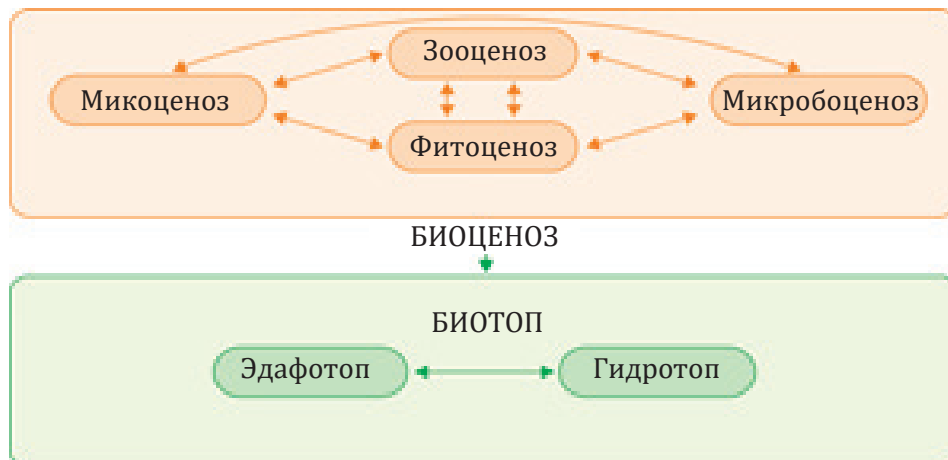 Зооценоз
Микоценоз
Микробоценоз
Фитоценоз
БИОЦЕНОЗ
БИОТОП
Эдафотоп
Гидротоп